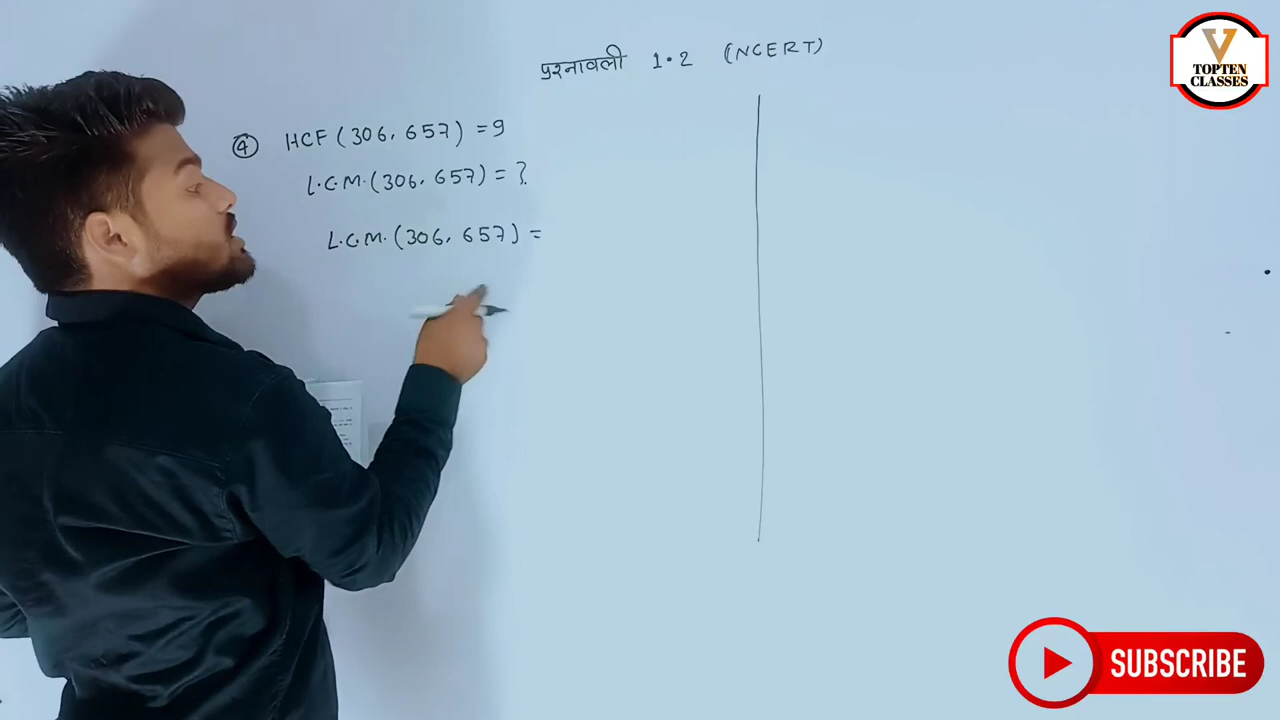 प्रश्नावली 1.2 (NCERT)
④ HCF (306, 657) = 9
L.C.M. (306, 657) = ?
L.C.M. (306, 657) =
V
TOPTEN
CLASSES
SUBSCRIBE